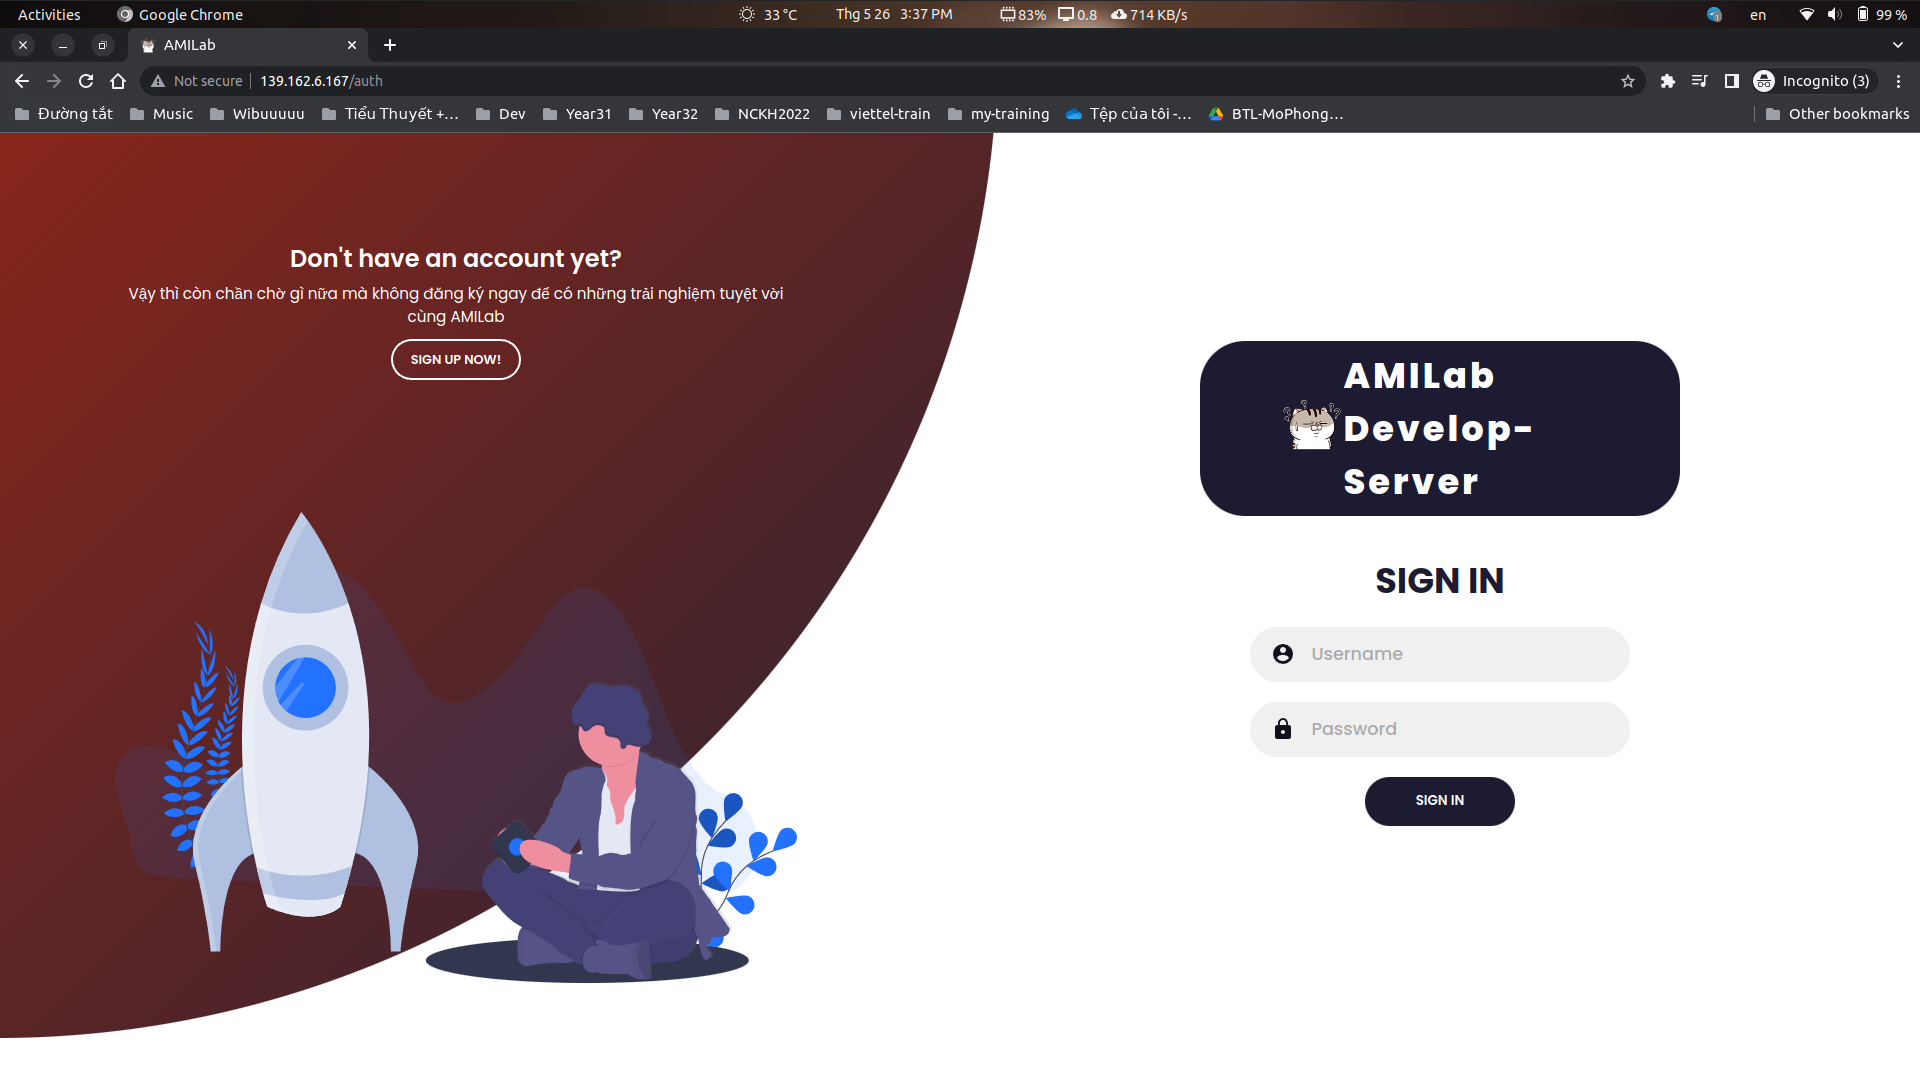 Activities
Google Chrome
33 °C
Thg 5 26 3:37 PM
83%
0.8
714 KB/s
en
99 %
AMILab
Not secure
139.162.6.167/auth
Incognito (3)
Đường tắt
Music
Wibuuuuu
Tiểu Thuyết +...
Dev
Year31
Year32
NCKH2022
viettel-train
my-training
Tệp của tôi -...
BTL-MoPhong...
Other bookmarks
Don't have an account yet?
Vậy thì còn chần chờ gì nữa mà không đăng ký ngay để có những trải nghiệm tuyệt vời
cùng AMILab
SIGN UP NOW!
AMILab
Develop-
Server
SIGN IN
Username
Password
SIGN IN